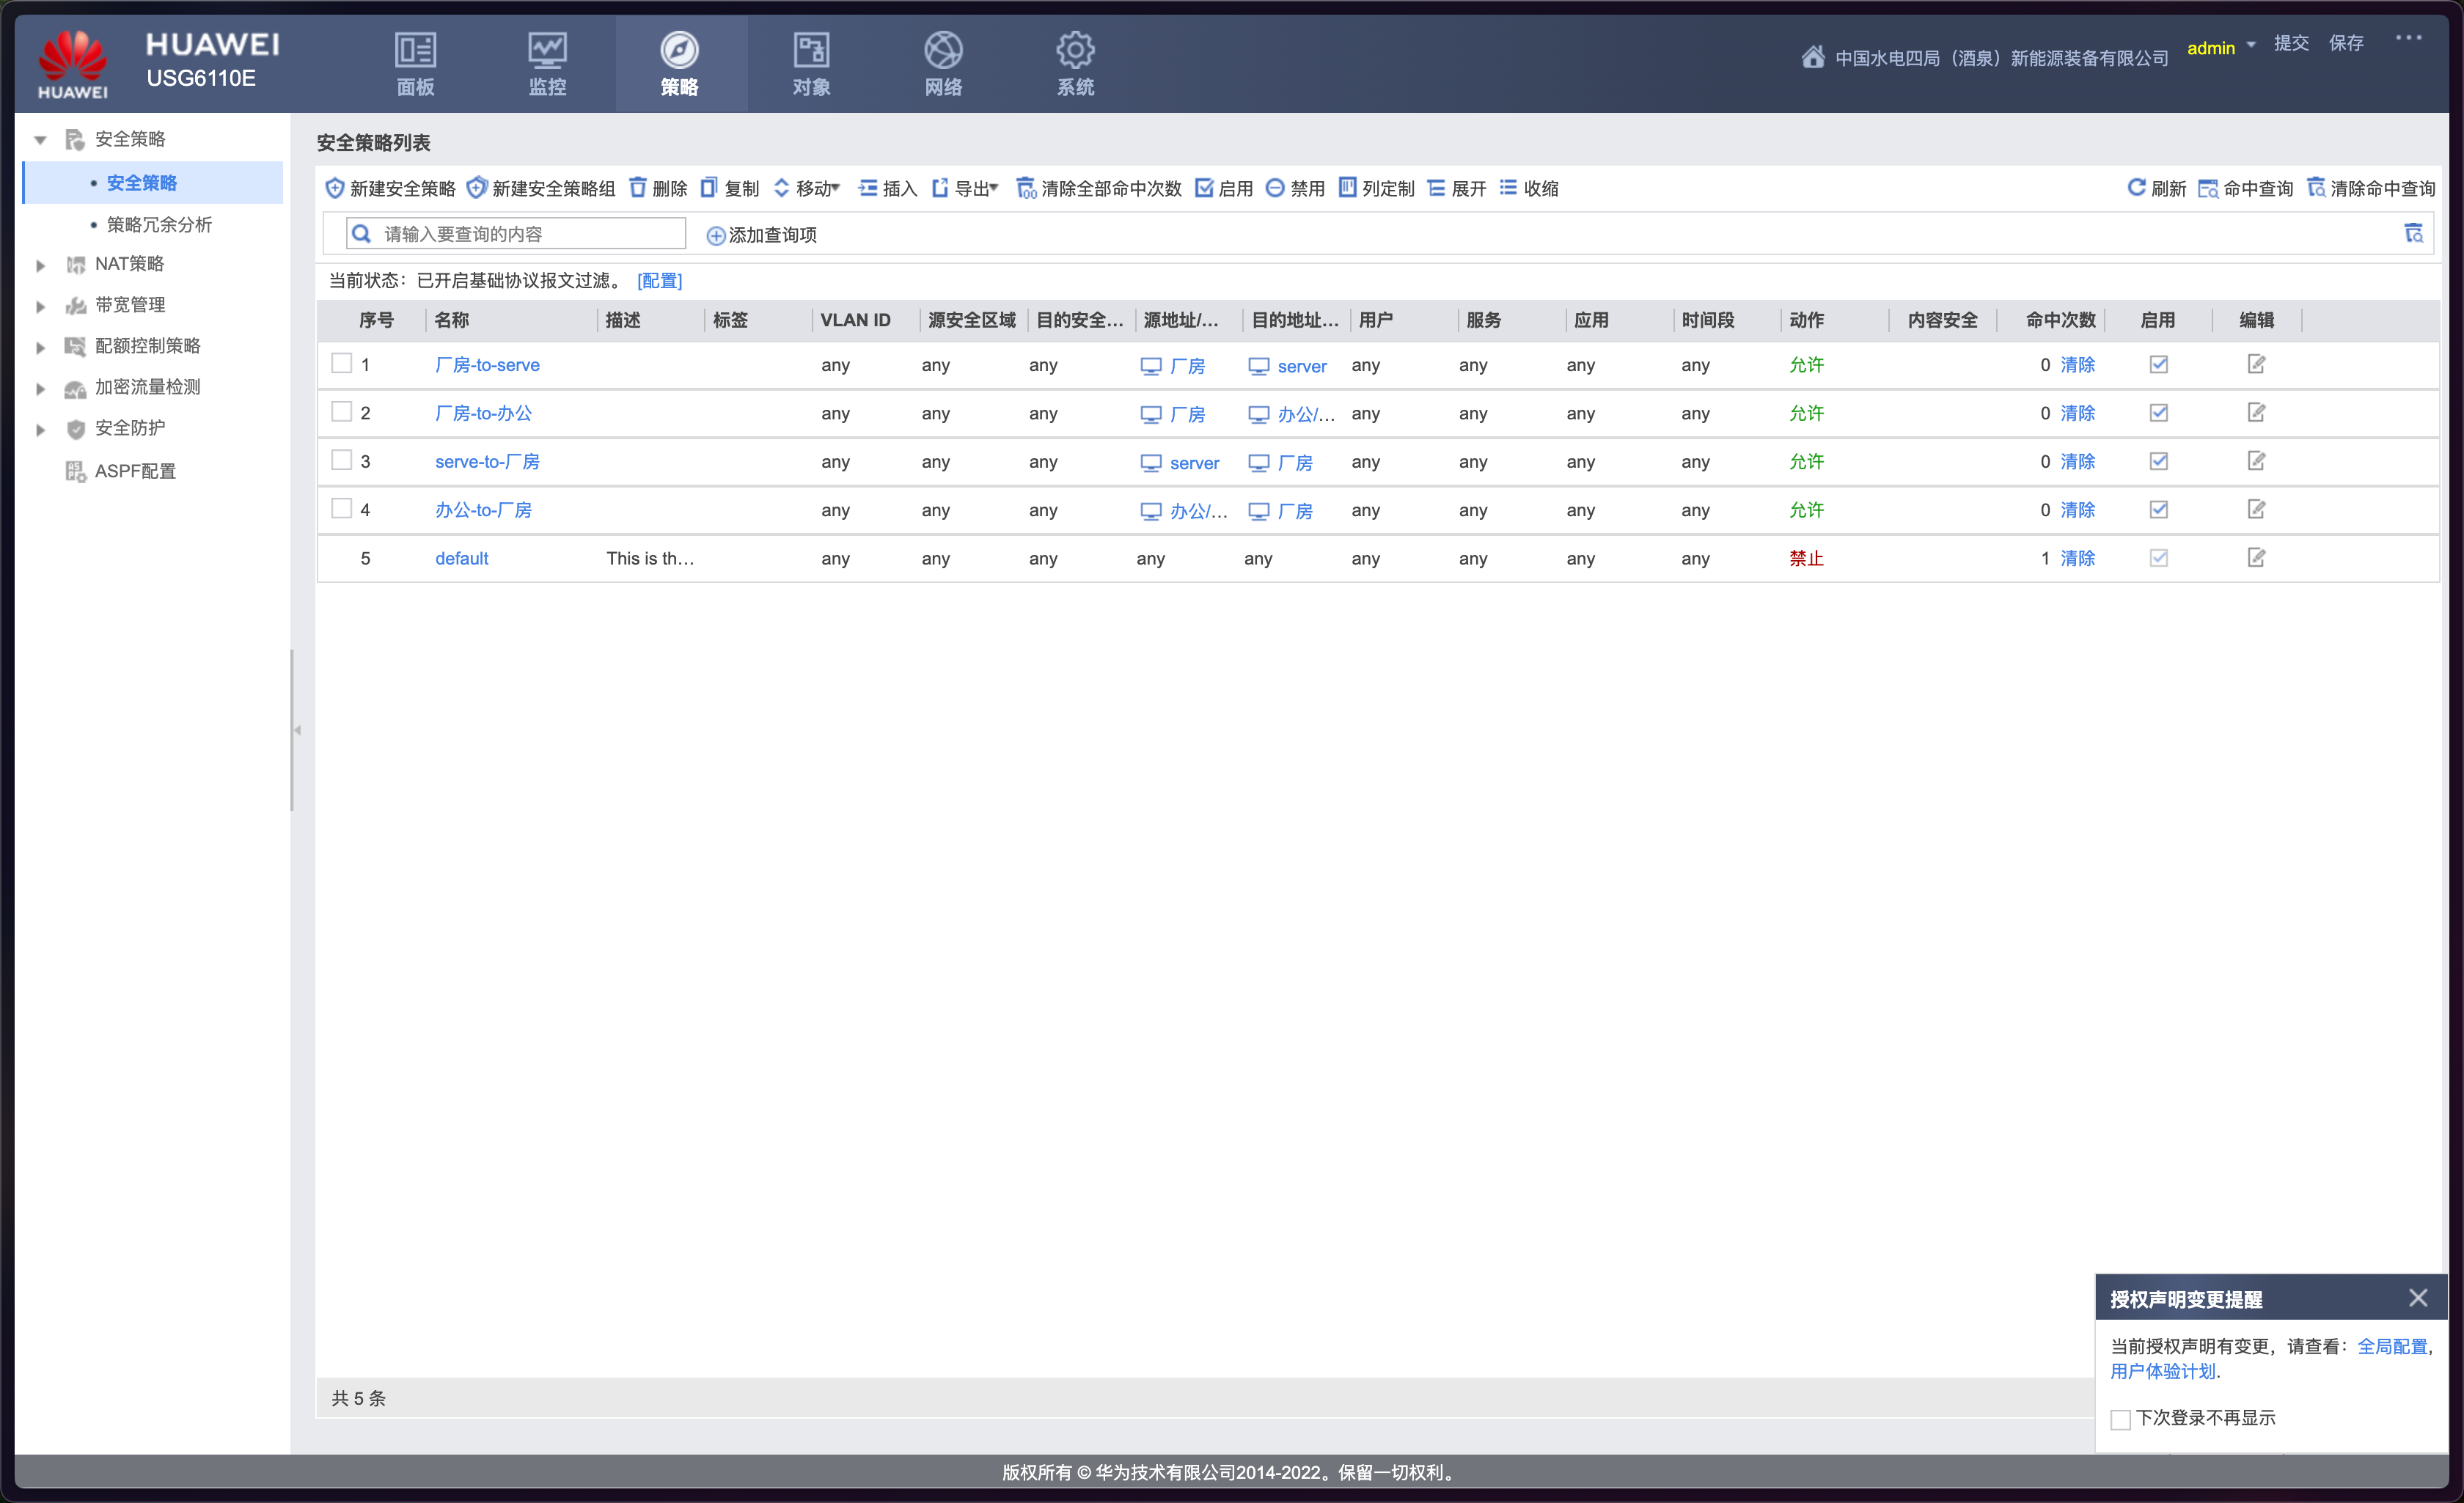 HUAWEI
HUAWEI
USG6110E
面板
监控
策略
对象
网络
系统
中国水电四局（酒泉）新能源装备有限公司
admin
提交
保存
安全策略
安全策略
策略冗余分析
NAT策略
带宽管理
配额控制策略
加密流量检测
安全防护
ASPF配置
安全策略列表
新建安全策略 新建安全策略组 删除 复制 移动 插入 导出 清除全部命中次数 启用 禁用 列定制 展开 收缩 刷新 命中查询 清除命中查询
请输入要查询的内容 添加查询项
当前状态：已开启基础协议报文过滤。 [配置]
序号 名称 描述 标签 VLAN ID 源安全区域 目的安全... 源地址/... 目的地址... 用户 服务 应用 时间段 动作 内容安全 命中次数 启用 编辑
1 厂房-to-serve any any any 厂房 server any any any any 允许 0 清除
2 厂房-to-办公 any any any 厂房 办公/... any any any any 允许 0 清除
3 serve-to-厂房 any any any server 厂房 any any any any 允许 0 清除
4 办公-to-厂房 any any any 办公/... 厂房 any any any any 允许 0 清除
5 default This is th... any any any any any any any any any 禁止 1 清除
共 5 条
授权声明变更提醒
当前授权声明有变更，请查看：全局配置,
用户体验计划.
下次登录不再显示
版权所有 © 华为技术有限公司2014-2022。保留一切权利。